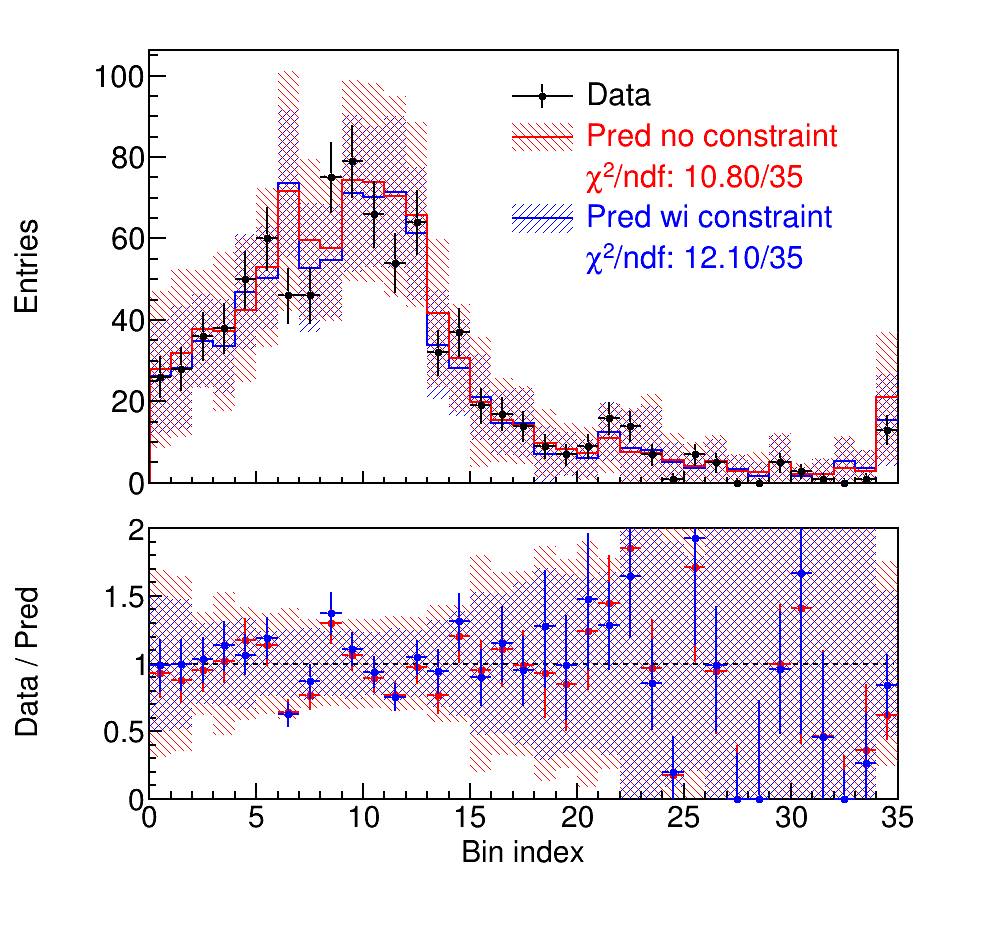 Entries
100
80
60
40
20
0
Data
Pred no constraint
χ²/ndf: 10.80/35
Pred wi constraint
χ²/ndf: 12.10/35
Data / Pred
2
1.5
1
0.5
0
0 5 10 15 20 25 30 35
Bin index